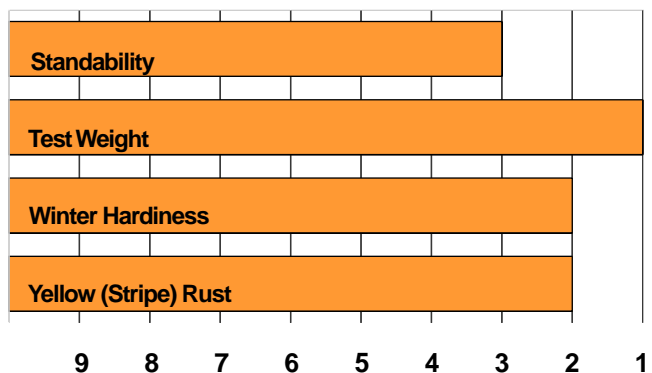 Standability
Test Weight
Winter Hardiness
Yellow (Stripe) Rust
9 8 7 6 5 4 3 2 1